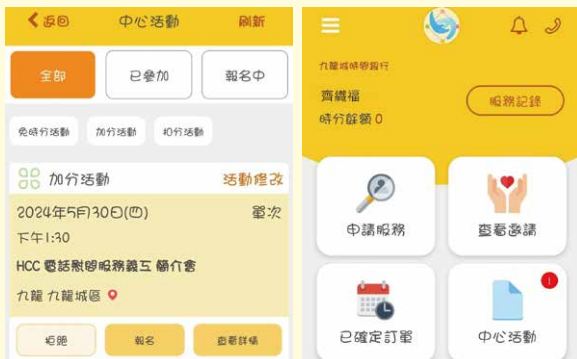 返回
中心活動
刷新
全部
已參加
報名中
免時分活動
加分活動
扣分活動
加分活動
活動修改
2024年5月30日(四)
單次
下午1:30
HCC 電話慰問服務義工 簡介會
九龍 九龍城區
拒絕
報名
查看詳情
九龍城時間銀行
齊織福
時分餘額 0
服務記錄
申請服務
查看邀請
已確定訂單
中心活動